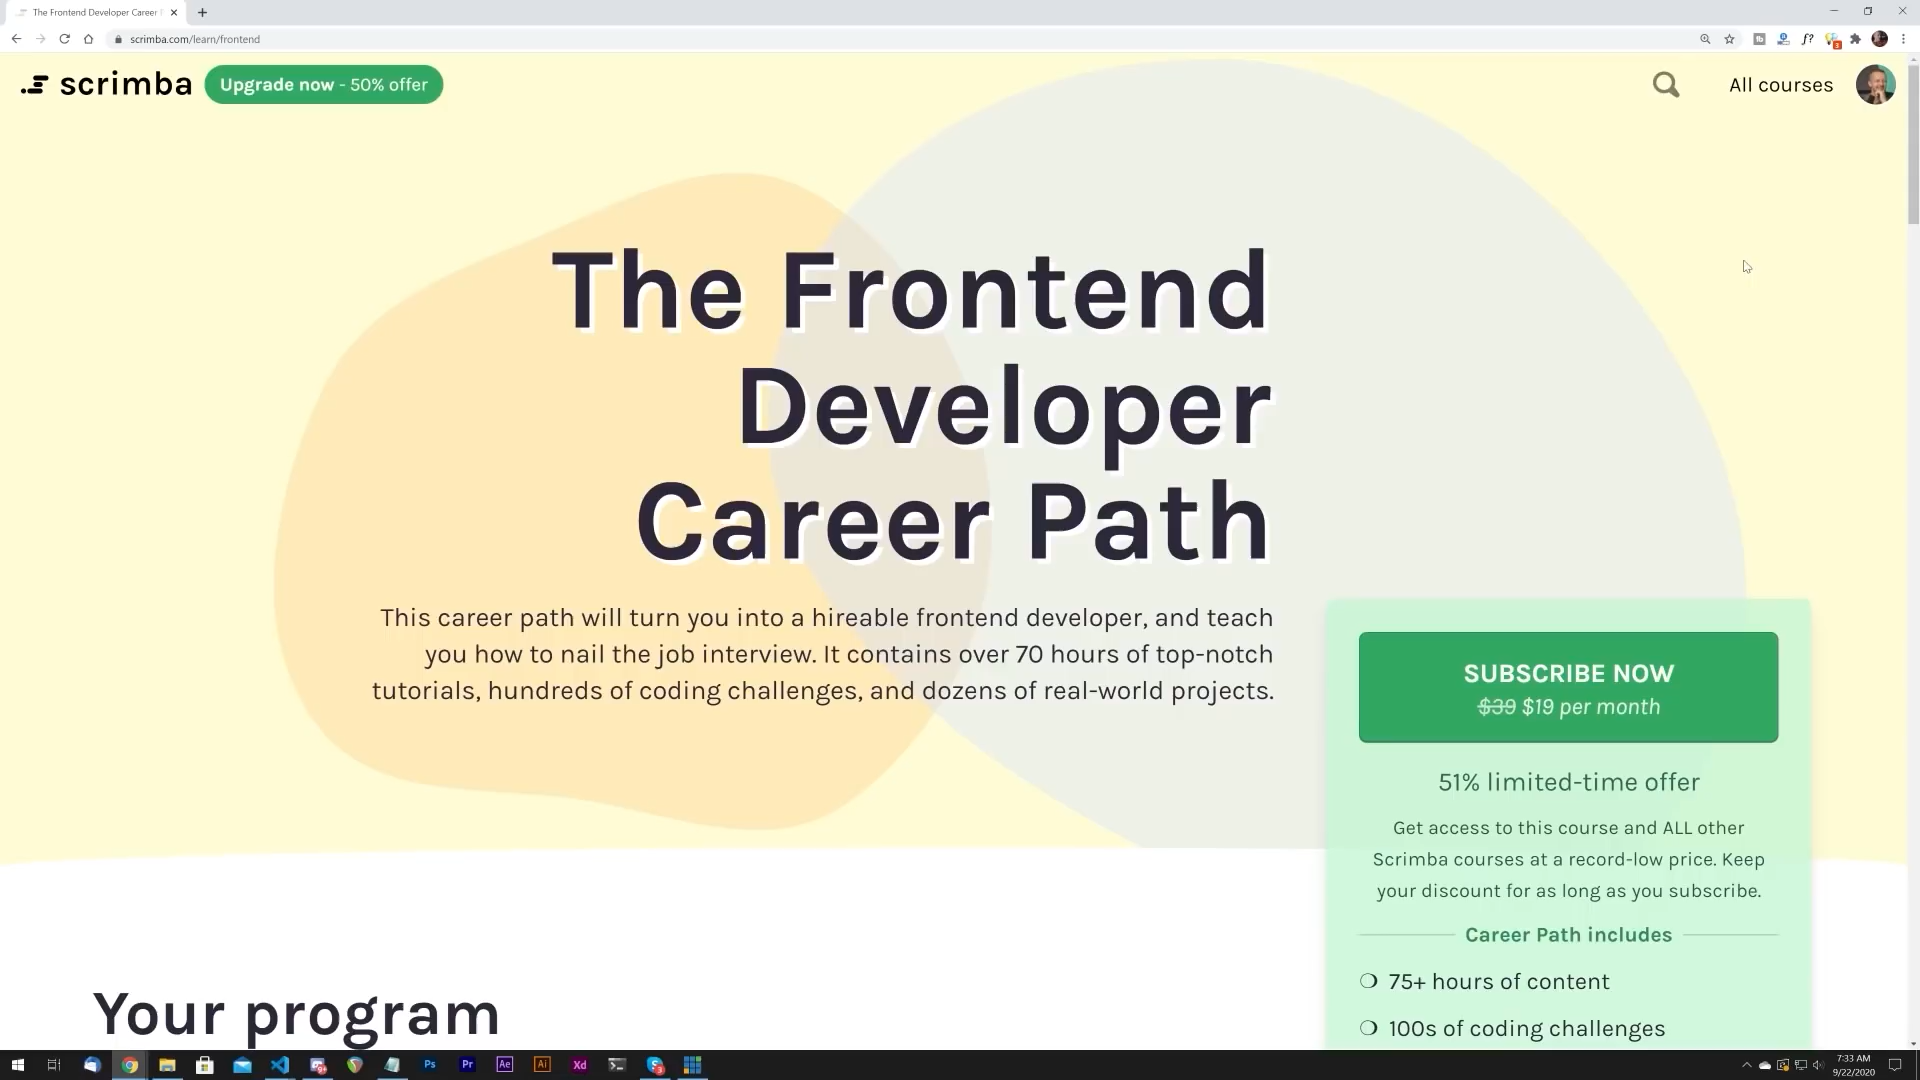 The Frontend Developer Career
scrimba.com/learn/frontend
scrimba
Upgrade now - 50% offer
All courses
The Frontend
Developer
Career Path
This career path will turn you into a hireable frontend developer, and teach
you how to nail the job interview. It contains over 70 hours of top-notch
tutorials, hundreds of coding challenges, and dozens of real-world projects.
SUBSCRIBE NOW
$39 $19 per month
51% limited-time offer
Get access to this course and ALL other
Scrimba courses at a record-low price. Keep
your discount for as long as you subscribe.
Career Path includes
75+ hours of content
100s of coding challenges
Your program
Ps
Pr
Ae
Ai
Xd
7:33 AM
9/22/2020